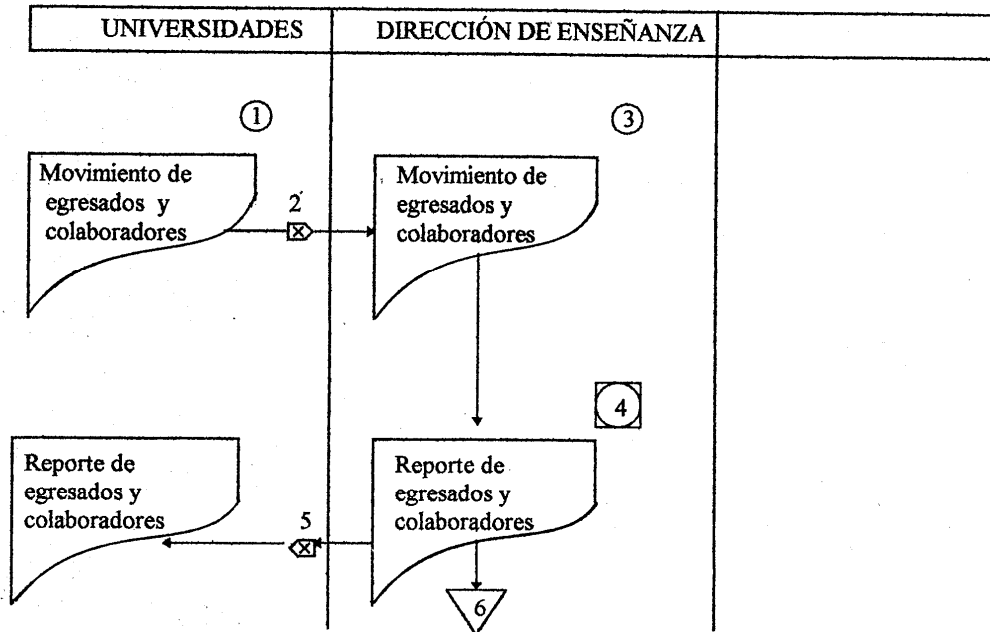 UNIVERSIDADES
DIRECCIÓN DE ENSEÑANZA
1
3
Movimiento de
egresados y
colaboradores
2
Movimiento de
egresados y
colaboradores
4
Reporte de
egresados y
colaboradores
5
Reporte de
egresados y
colaboradores
6